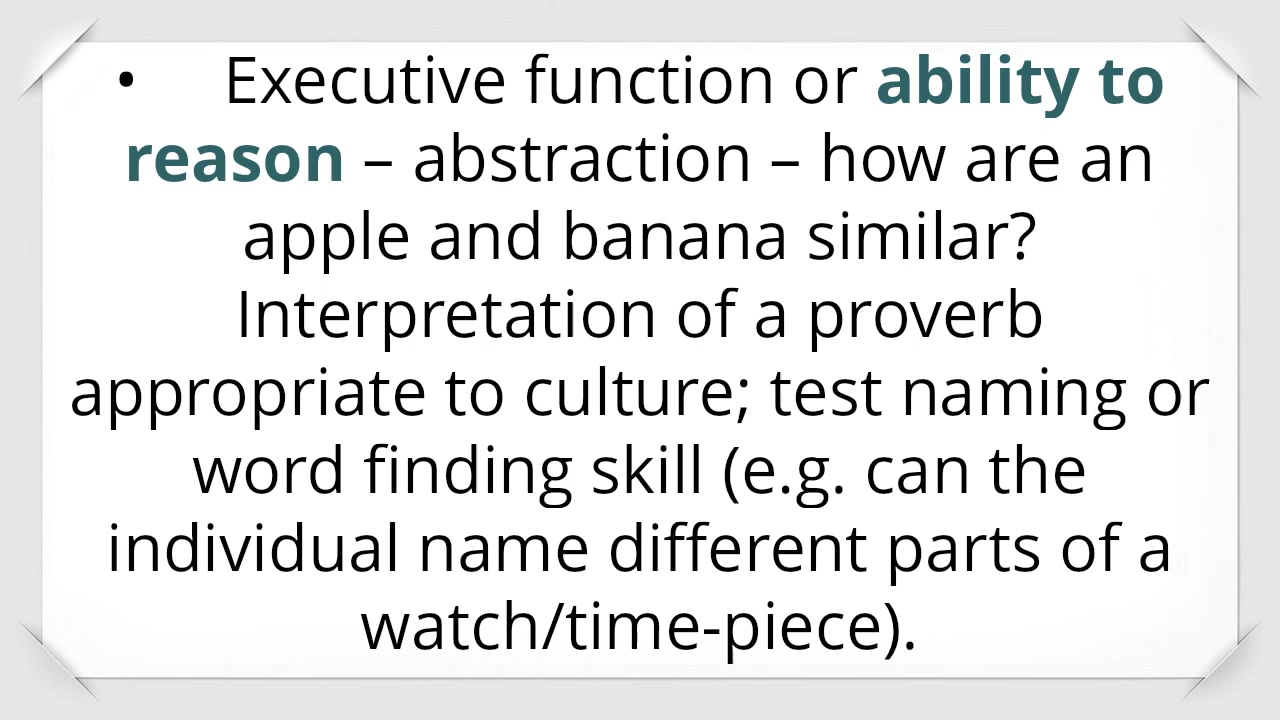 • Executive function or ability to
reason – abstraction – how are an
apple and banana similar?
Interpretation of a proverb
appropriate to culture; test naming or
word finding skill (e.g. can the
individual name different parts of a
watch/time-piece).